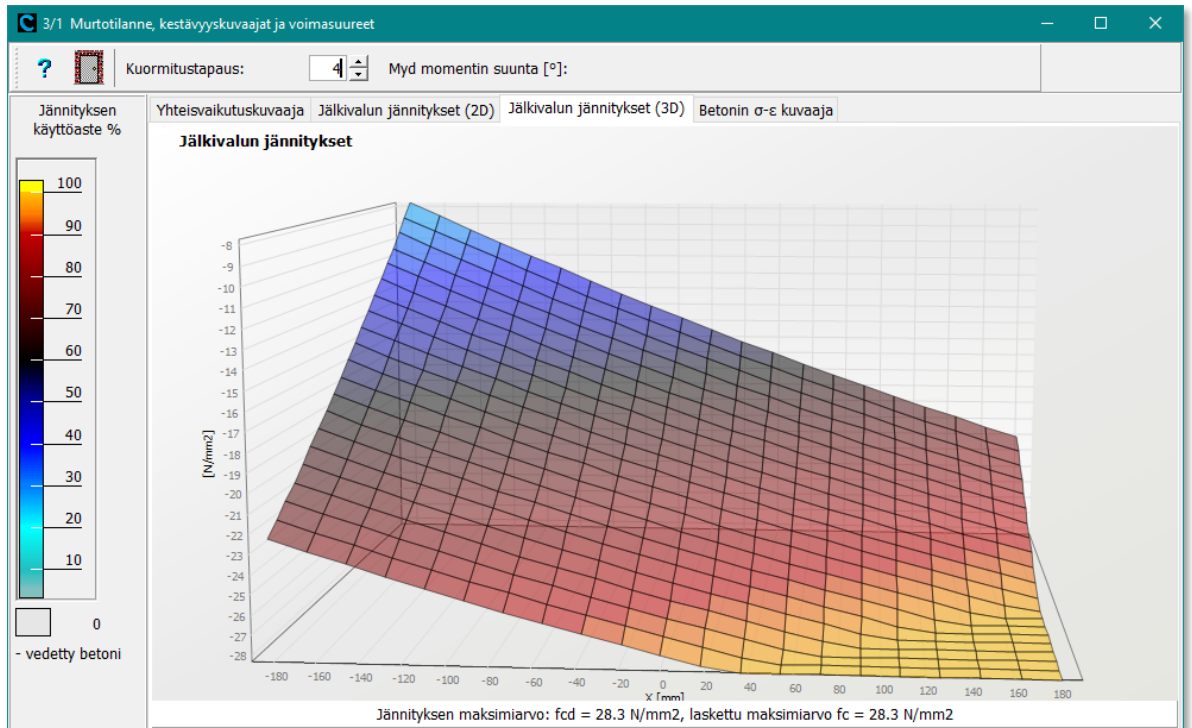 3/1 Murtotilanne, kestävyyskuvaajat ja voimasuureet
? Kuormitustapaus: 4 Myd momentin suunta [°]:
Jännityksen
käyttöaste %
100
90
80
70
60
50
40
30
20
10
0
- vedetty betoni
Yhteisvaikutuskuvaaja Jälkivalun jännitykset (2D) Jälkivalun jännitykset (3D) Betonin σ-ε kuvaaja
Jälkivalun jännitykset
-8
-9
-10
-11
-12
-13
-14
-15
-16
-17
-18
-19
-20
-21
-22
-23
-24
-25
-26
-27
-28
[N/mm2]
-180 -160 -140 -120 -100 -80 -60 -40 -20 0 20 40 60 80 100 120 140 160 180
X [mm]
Jännityksen maksimiarvo: fcd = 28.3 N/mm2, laskettu maksimiarvo fc = 28.3 N/mm2